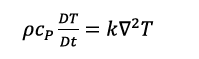 ρc_P DT/Dt = k∇²T